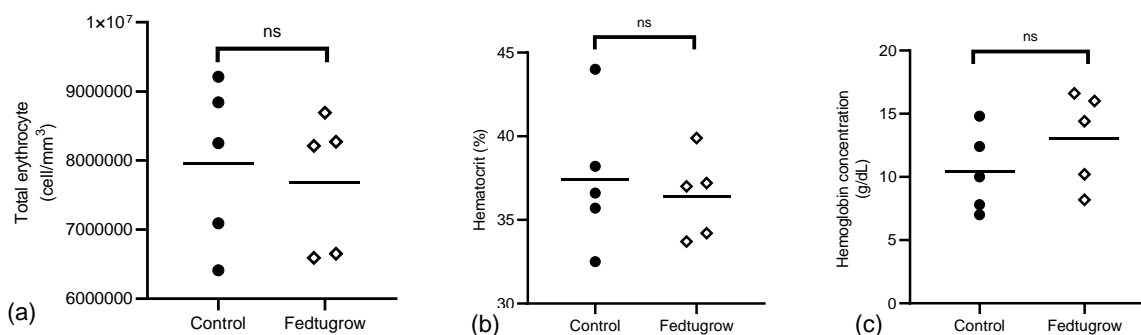 1×10⁷
9000000
8000000
7000000
6000000
Total erythrocyte
(cell/mm³)
ns
Control
Fedtugrow
(a)
45
40
35
30
Hematocrit (%)
ns
Control
Fedtugrow
(b)
20
15
10
5
0
Hemoglobin concentration
(g/dL)
ns
Control
Fedtugrow
(c)